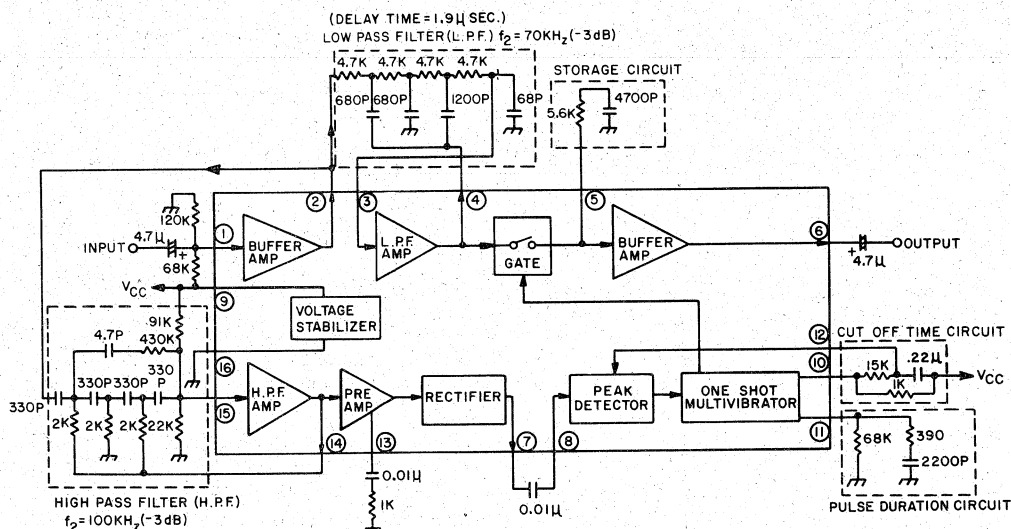 (DELAY TIME=1.9μSEC.)
LOW PASS FILTER(L.P.F.) f2=70KHz(-3dB)
4.7K 4.7K 4.7K 4.7K
680P 680P 1200P 68P
STORAGE CIRCUIT
5.6K 4700P
2 3 4 5
120K
4.7μ
INPUT
+
68K
1
BUFFER
AMP
L.P.F.
AMP
GATE
BUFFER
AMP
6
+
4.7μ
OUTPUT
V'CC
9
VOLTAGE
STABILIZER
.91K
4.7P 430K
330P 330P 330P 330
P
2K 2K 2K 22K
16
15
H.P.F.
AMP
14
PRE
AMP
13
0.01μ
1K
RECTIFIER
7
0.01μ
8
PEAK
DETECTOR
ONE SHOT
MULTIVIBRATOR
12
10
11
CUT OFF TIME CIRCUIT
15K .22μ
1K
VCC
68K 390
2200P
PULSE DURATION CIRCUIT
HIGH PASS FILTER (H.P.F.)
f2=100KHz(-3dB)